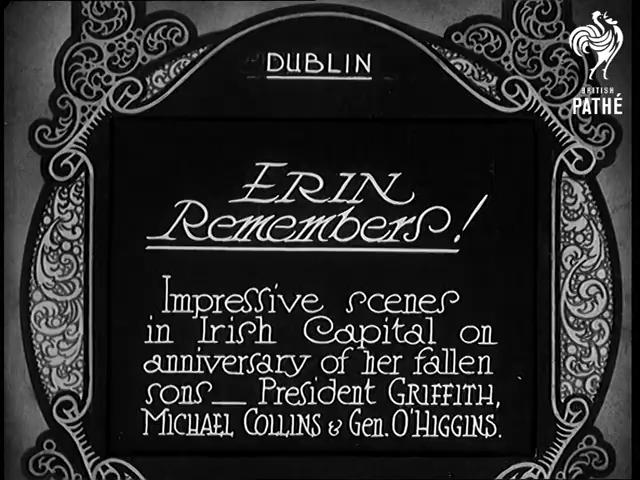 DUBLIN
BRITISH
PATHÉ
ERIN
Remembers!
Impressive scenes
in Irish Capital on
anniversary of her fallen
sons — President GRIFFITH,
MICHAEL COLLINS & Gen. O'HIGGINS.